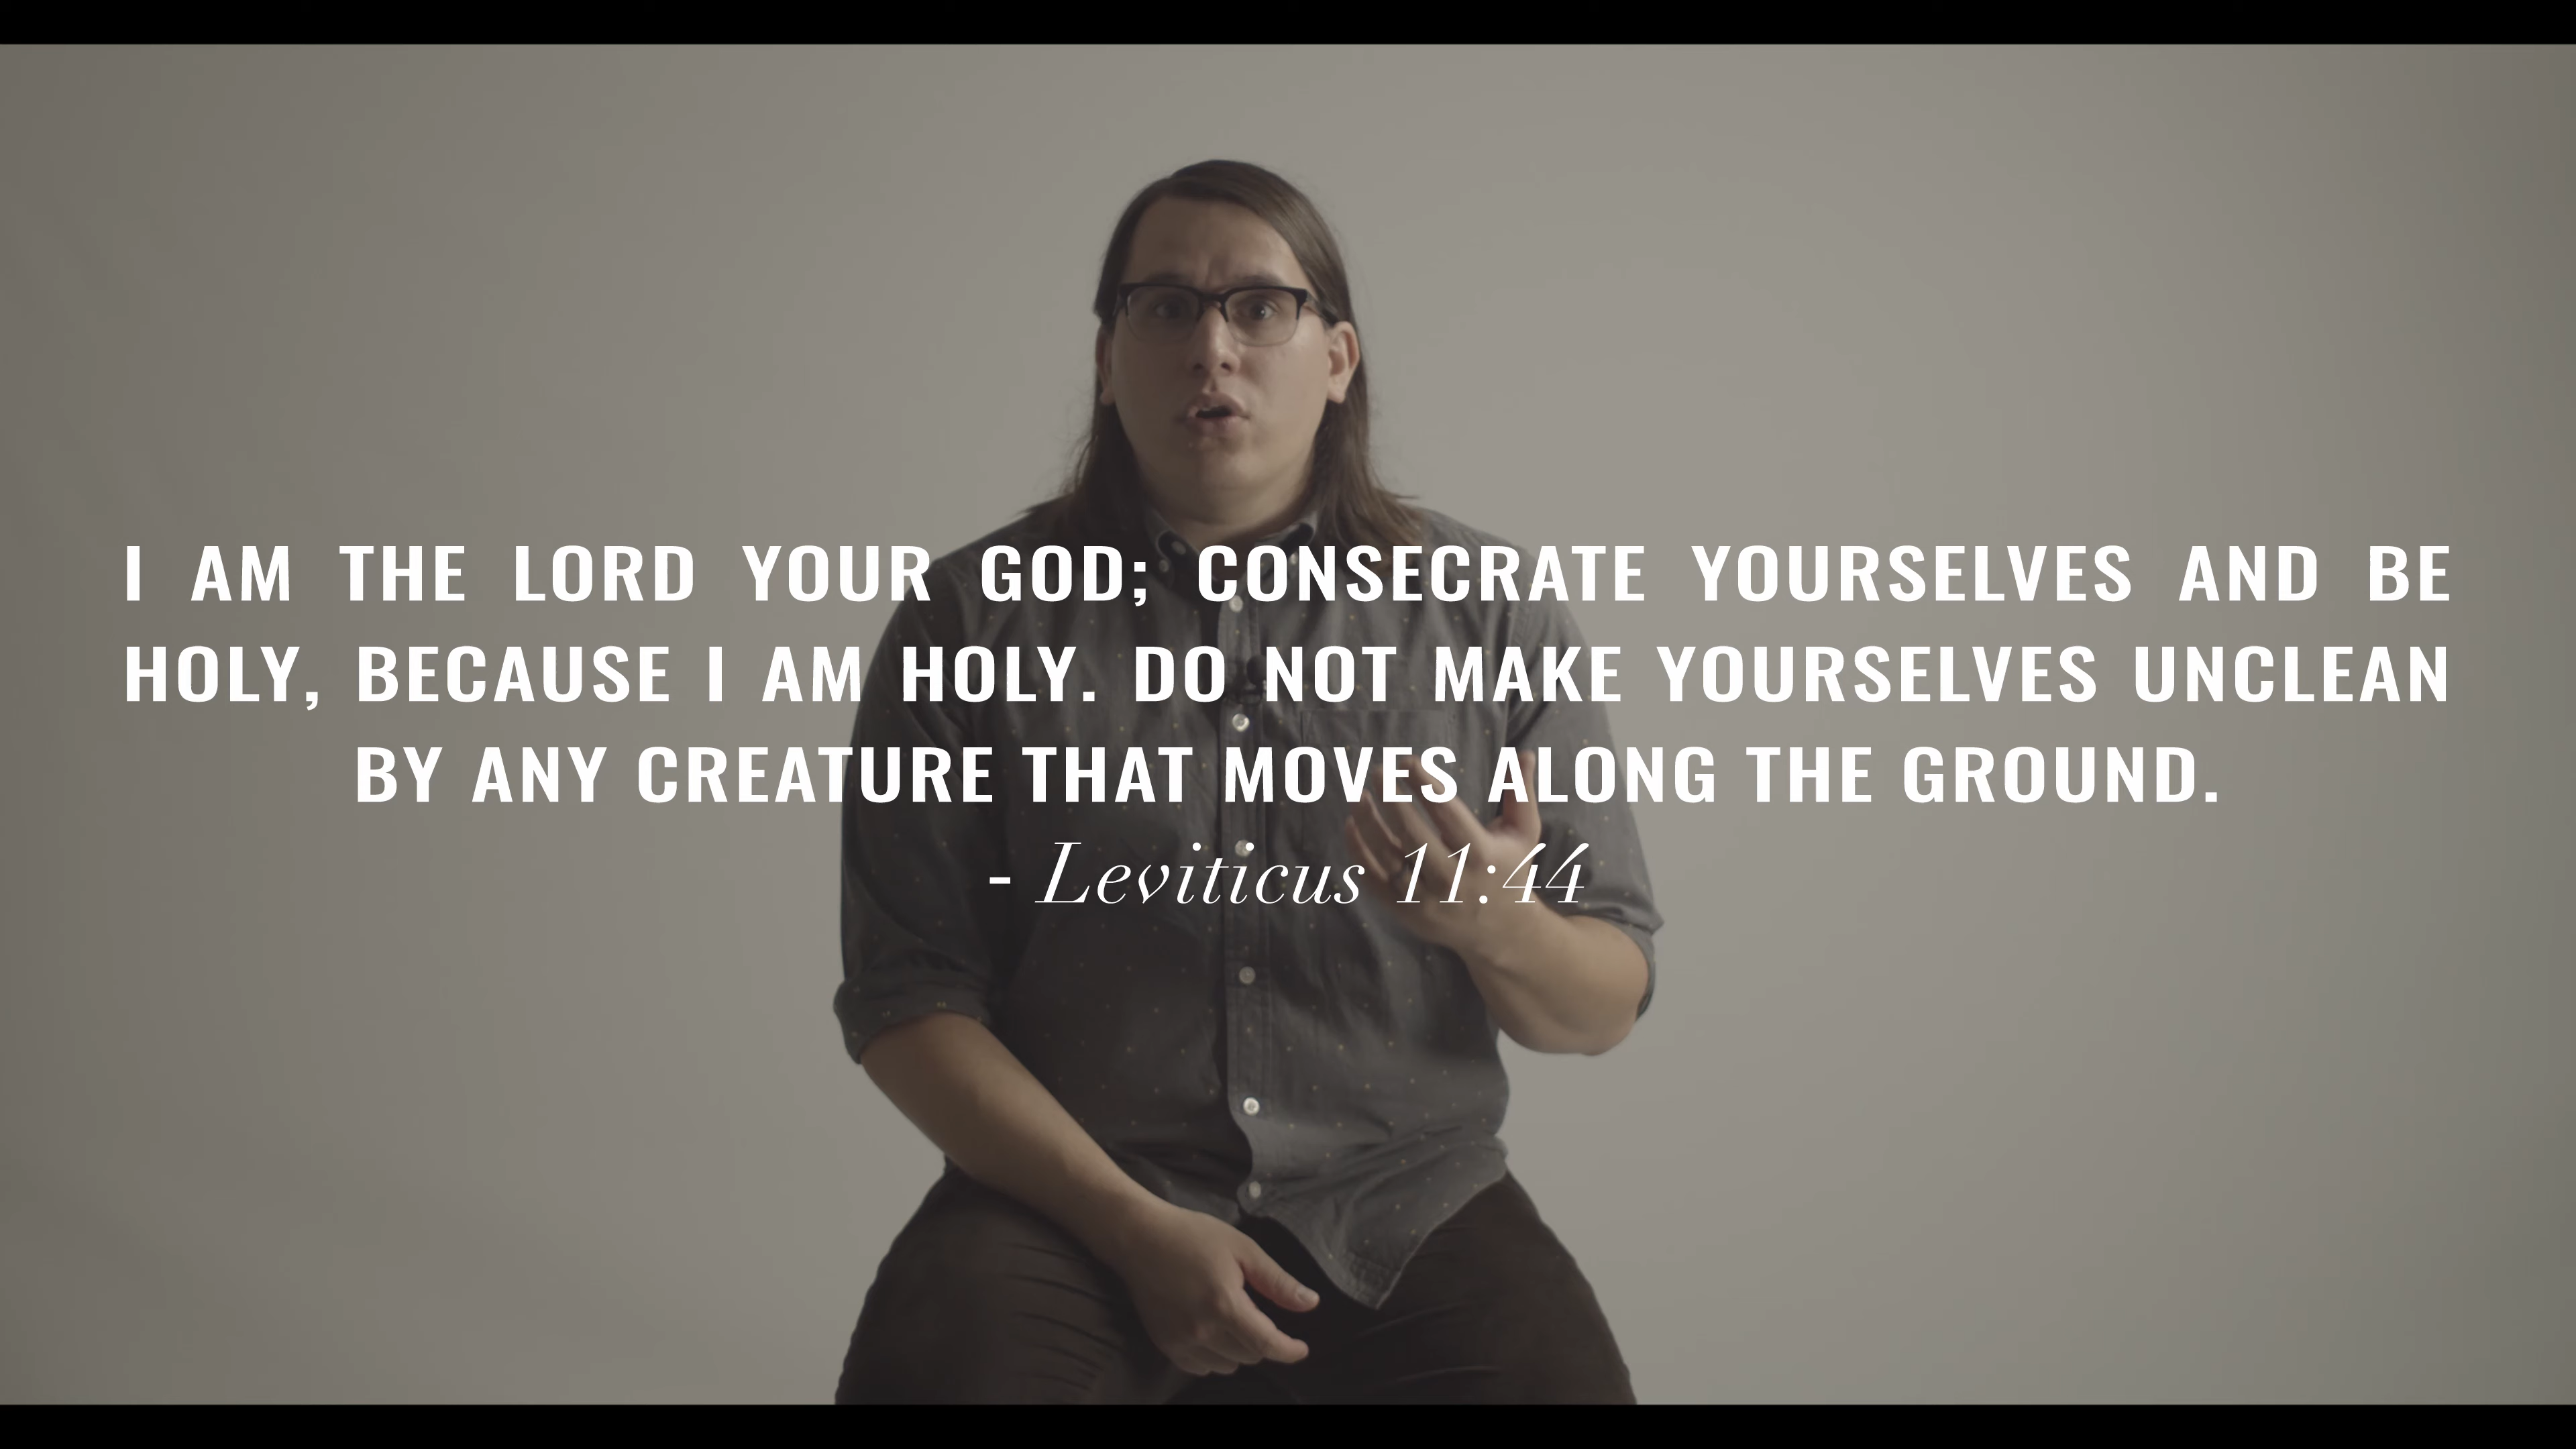 I AM THE LORD YOUR GOD; CONSECRATE YOURSELVES AND BE
HOLY, BECAUSE I AM HOLY. DO NOT MAKE YOURSELVES UNCLEAN
BY ANY CREATURE THAT MOVES ALONG THE GROUND.
- Leviticus 11:44